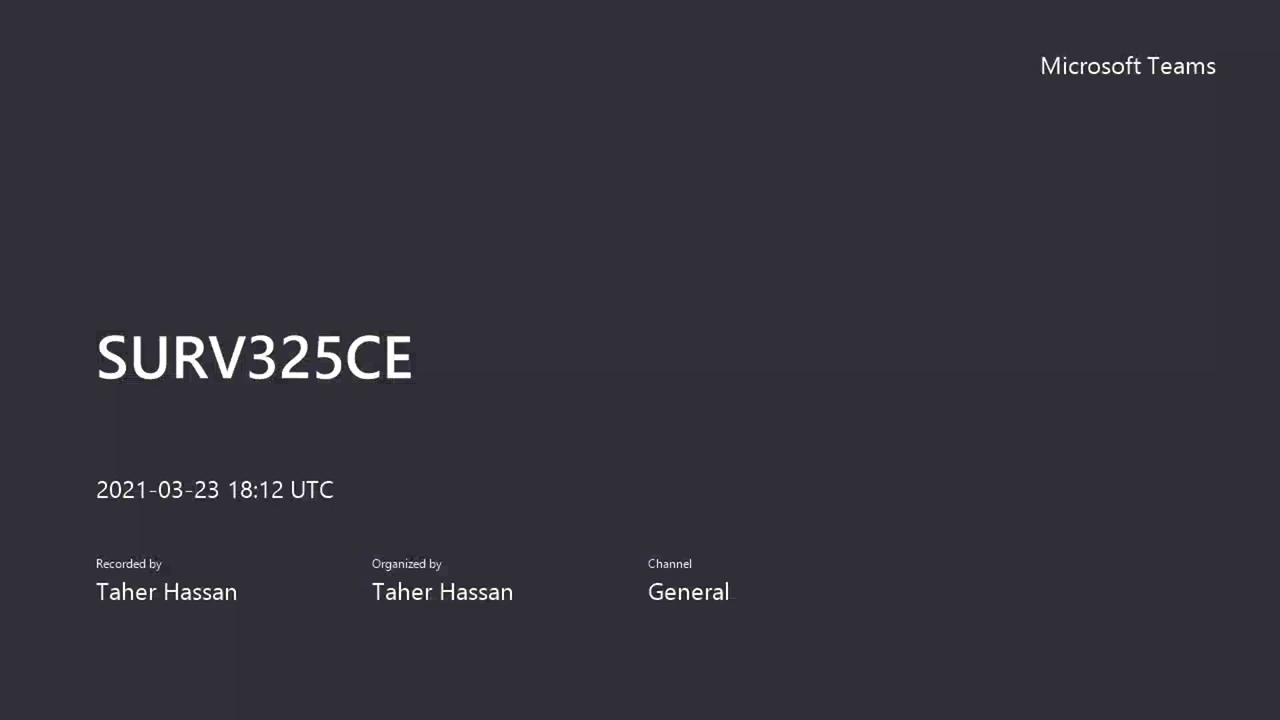 Microsoft Teams
SURV325CE
2021-03-23 18:12 UTC
Recorded by
Taher Hassan
Organized by
Taher Hassan
Channel
General